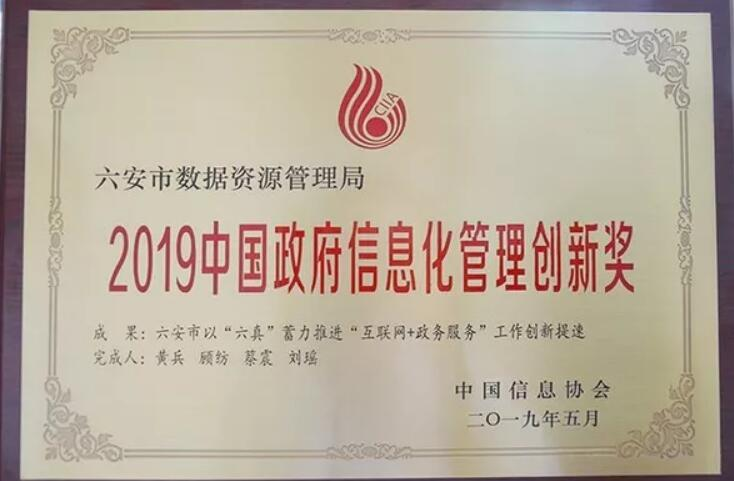 CIIA
六安市数据资源管理局
2019中国政府信息化管理创新奖
成　果：六安市以“六真”蓄力推进“互联网+政务服务”工作创新提速
完成人：黄兵 顾纺 蔡震 刘瑶
中国信息协会
二〇一九年五月